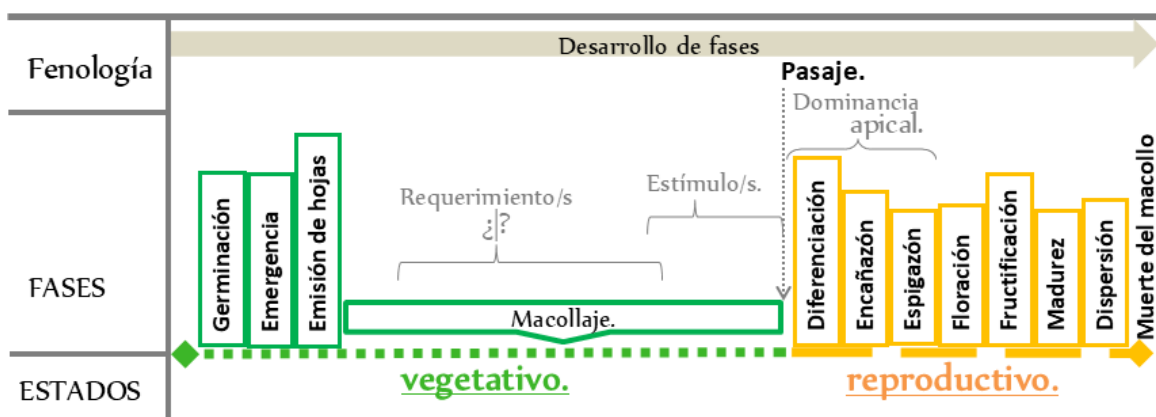 Desarrollo de fases
Fenología
Pasaje.
Dominancia
apical.
Requerimiento/s
¿?
Estímulo/s.
FASES
Germinación
Emergencia
Emisión de hojas
Macollaje.
Diferenciación
Encañazón
Espigazón
Floración
Fructificación
Madurez
Dispersión
Muerte del macollo
ESTADOS
vegetativo.
reproductivo.